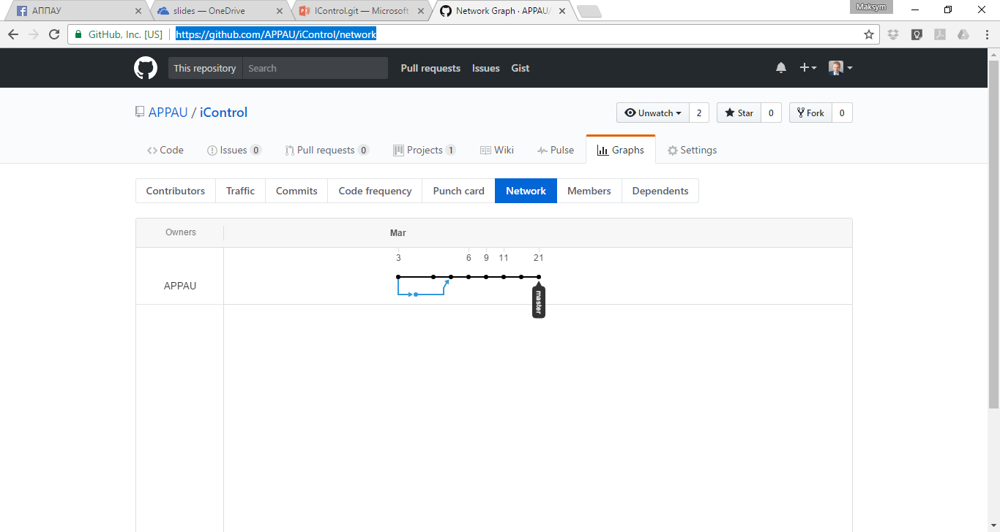 АППАУ
slides — OneDrive
IControl.git — Microsoft
Network Graph · APPAU/
Maksym
GitHub, Inc. [US]
https://github.com/APPAU/iControl/network
This repository
Search
Pull requests
Issues
Gist
APPAU / iControl
Unwatch
2
Star
0
Fork
0
Code
Issues 0
Pull requests 0
Projects 1
Wiki
Pulse
Graphs
Settings
Contributors
Traffic
Commits
Code frequency
Punch card
Network
Members
Dependents
Owners
Mar
3
6
9
11
21
APPAU
master